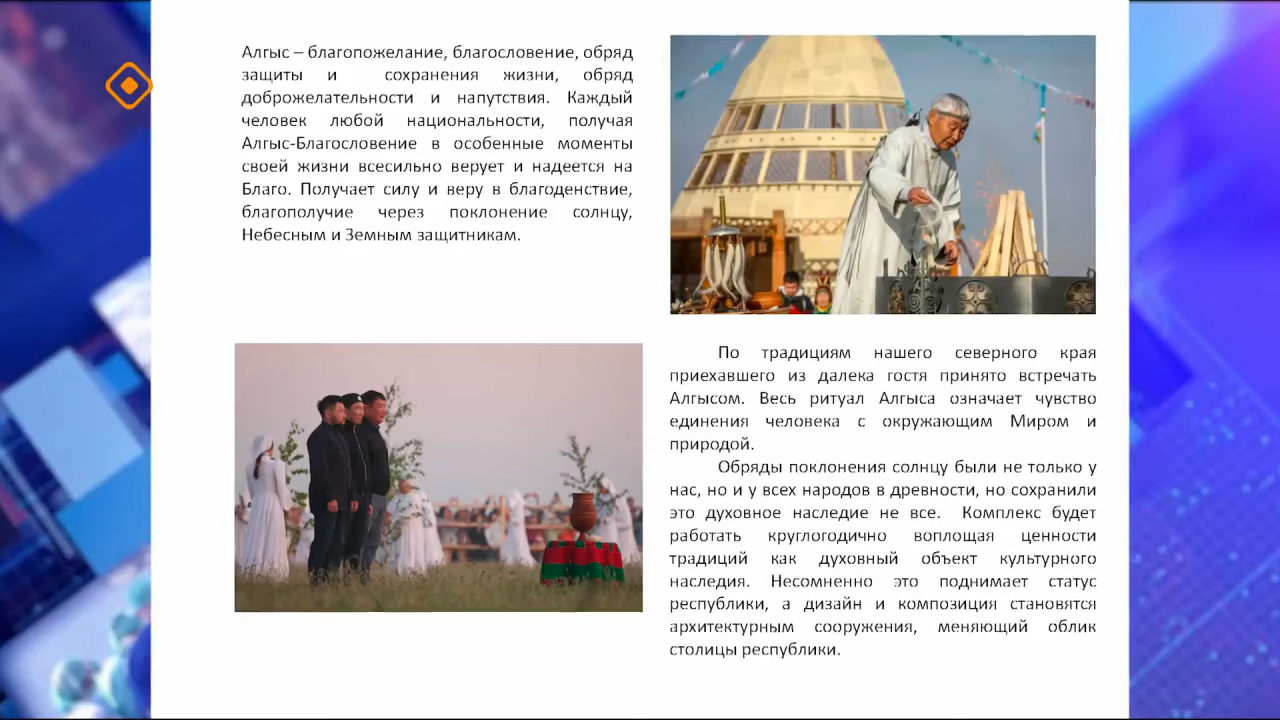 Алгыс – благопожелание, благословение, обряд
защиты и сохранения жизни, обряд
доброжелательности и напутствия. Каждый
человек любой национальности, получая
Алгыс-Благословение в особенные моменты
своей жизни всесильно верует и надеется на
Благо. Получает силу и веру в благоденствие,
благополучие через поклонение солнцу,
Небесным и Земным защитникам.
По традициям нашего северного края
приехавшего из далека гостя принято встречать
Алгысом. Весь ритуал Алгыса означает чувство
единения человека с окружающим Миром и
природой.
Обряды поклонения солнцу были не только у
нас, но и у всех народов в древности, но сохранили
это духовное наследие не все. Комплекс будет
работать круглогодично воплощая ценности
традиций как духовный объект культурного
наследия. Несомненно это поднимает статус
республики, а дизайн и композиция становятся
архитектурным сооружения, меняющий облик
столицы республики.